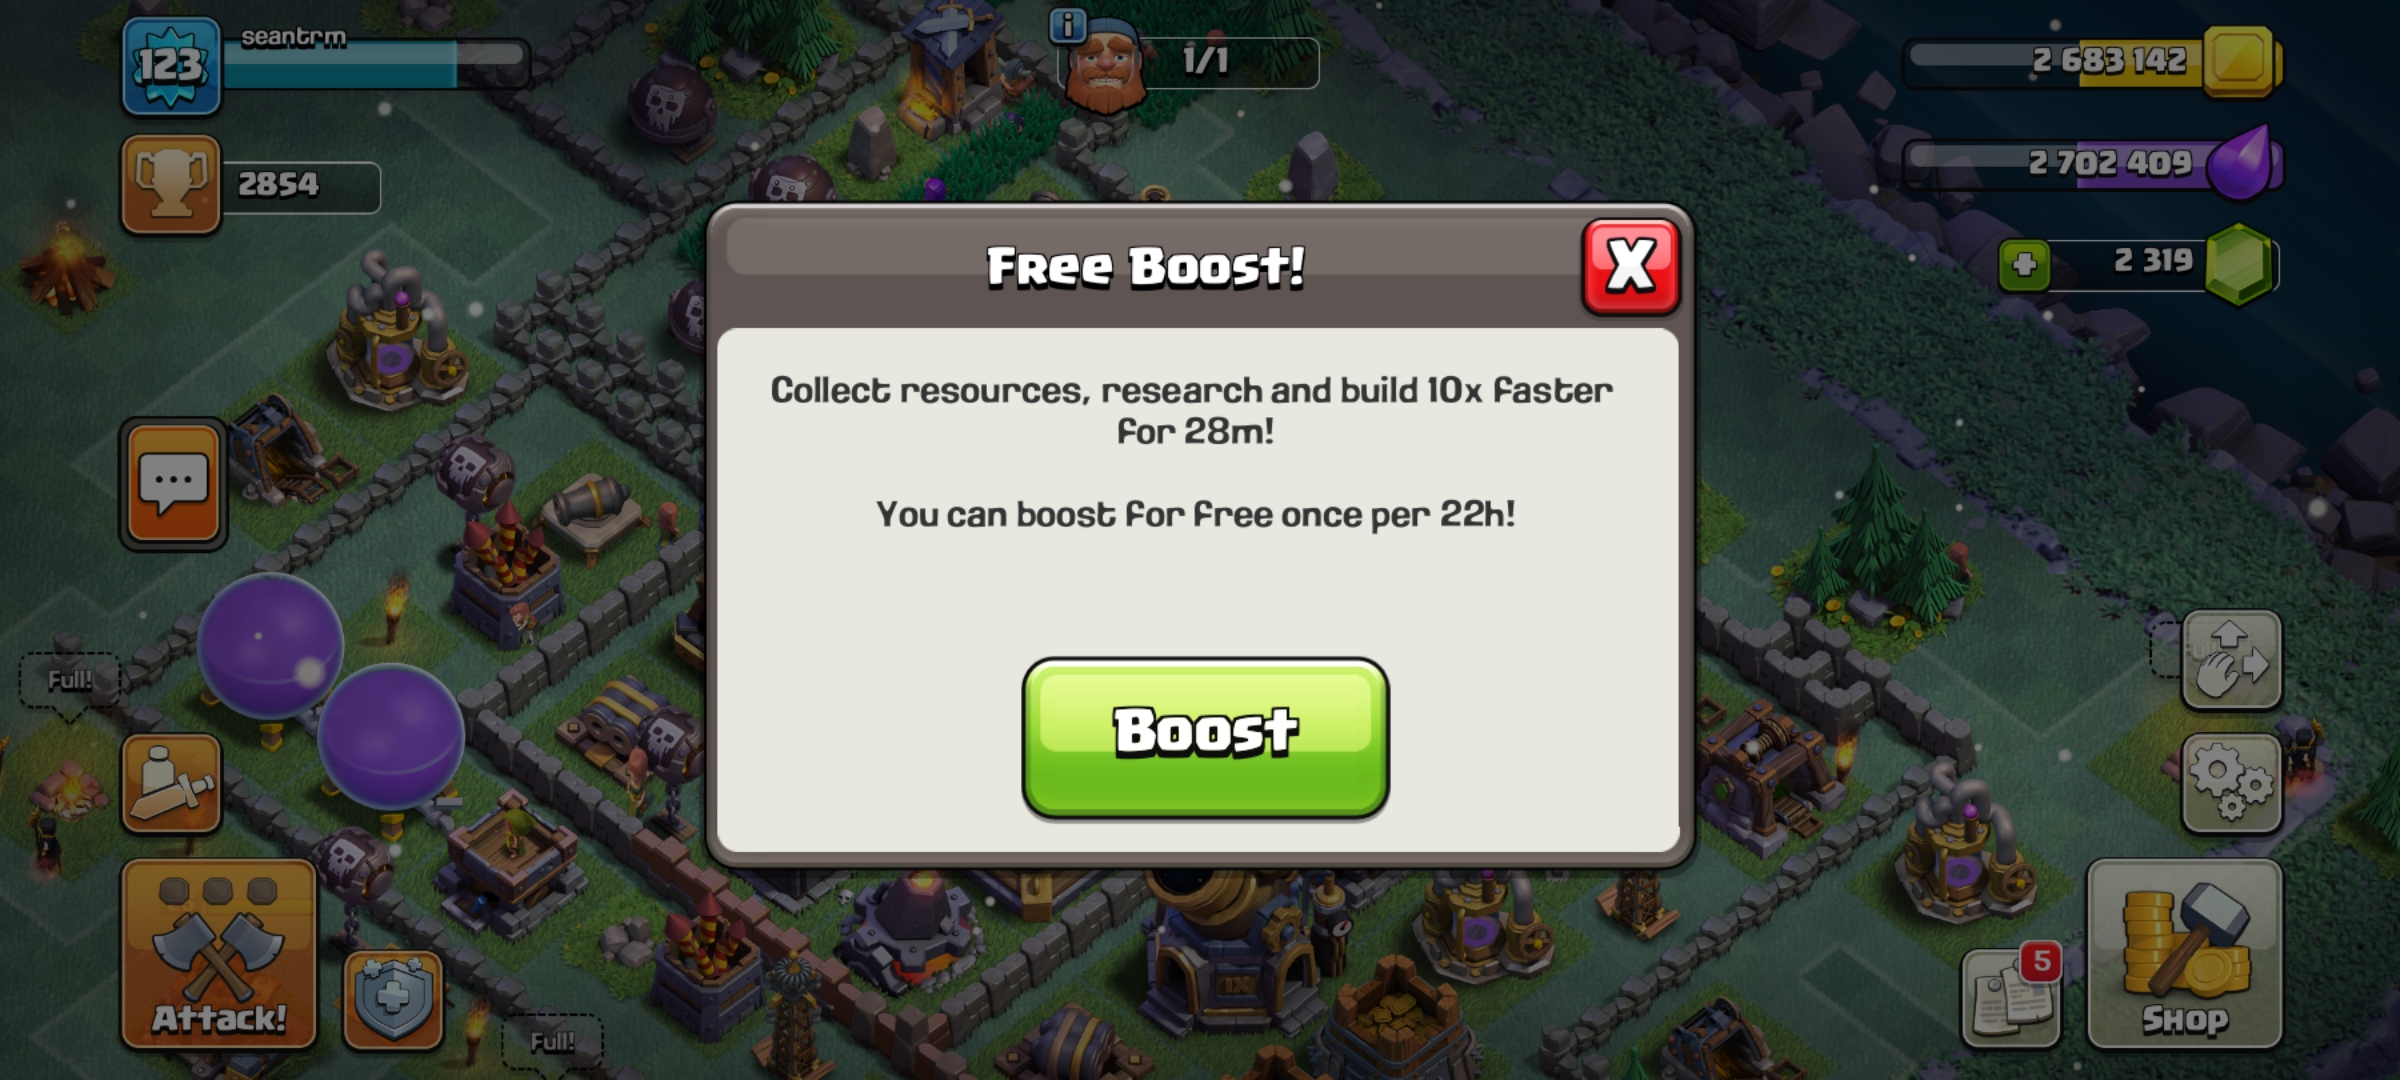 123
seantrm
i
1/1
2 683 142
2854
2 702 409
2 319
Free Boost!
X
Collect resources, research and build 10x faster
for 28m!
You can boost for free once per 22h!
Full!
Boost
Attack!
Full!
IX
5
Shop